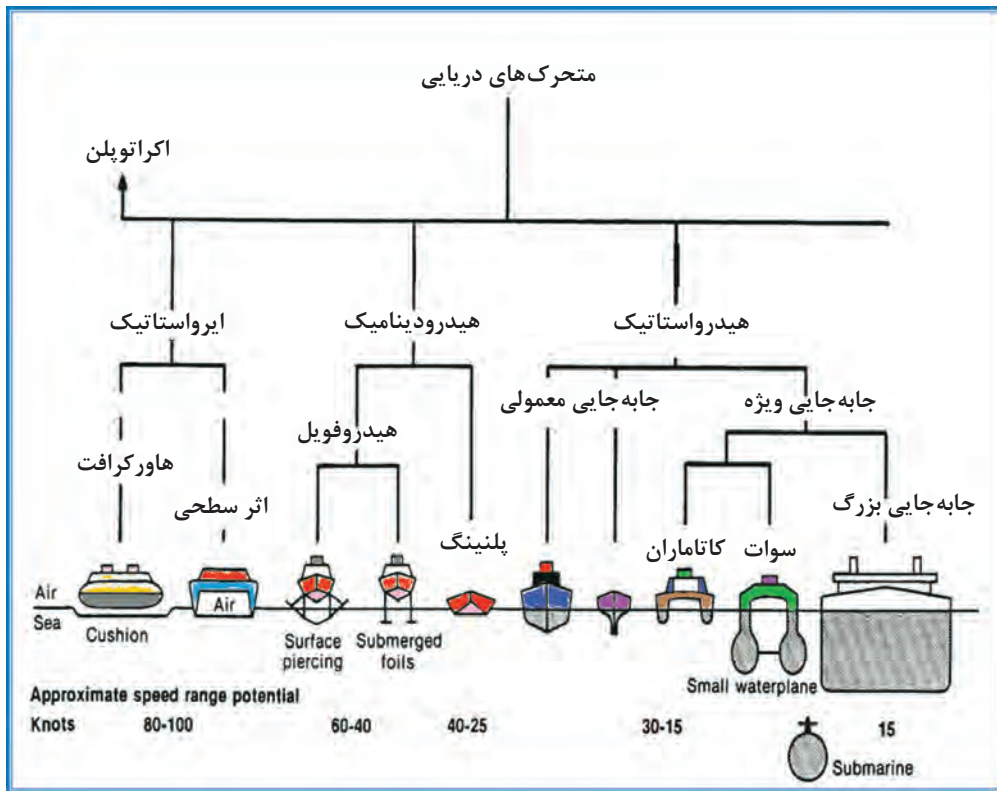 متحرک‌های دریایی
اکراتوپلن
ایرواستاتیک
هیدرودینامیک
هیدرواستاتیک
جابه‌جایی معمولی
جابه‌جایی ویژه
هیدروفویل
هاورکرافت
اثر سطحی
پلنینگ
کاتاماران
سوات
جابه‌جایی بزرگ
Air
Sea
Cushion
Air
Surface
piercing
Submerged
foils
Small waterplane
Approximate speed range potential
Knots 80-100 60-40 40-25 30-15 15
Submarine